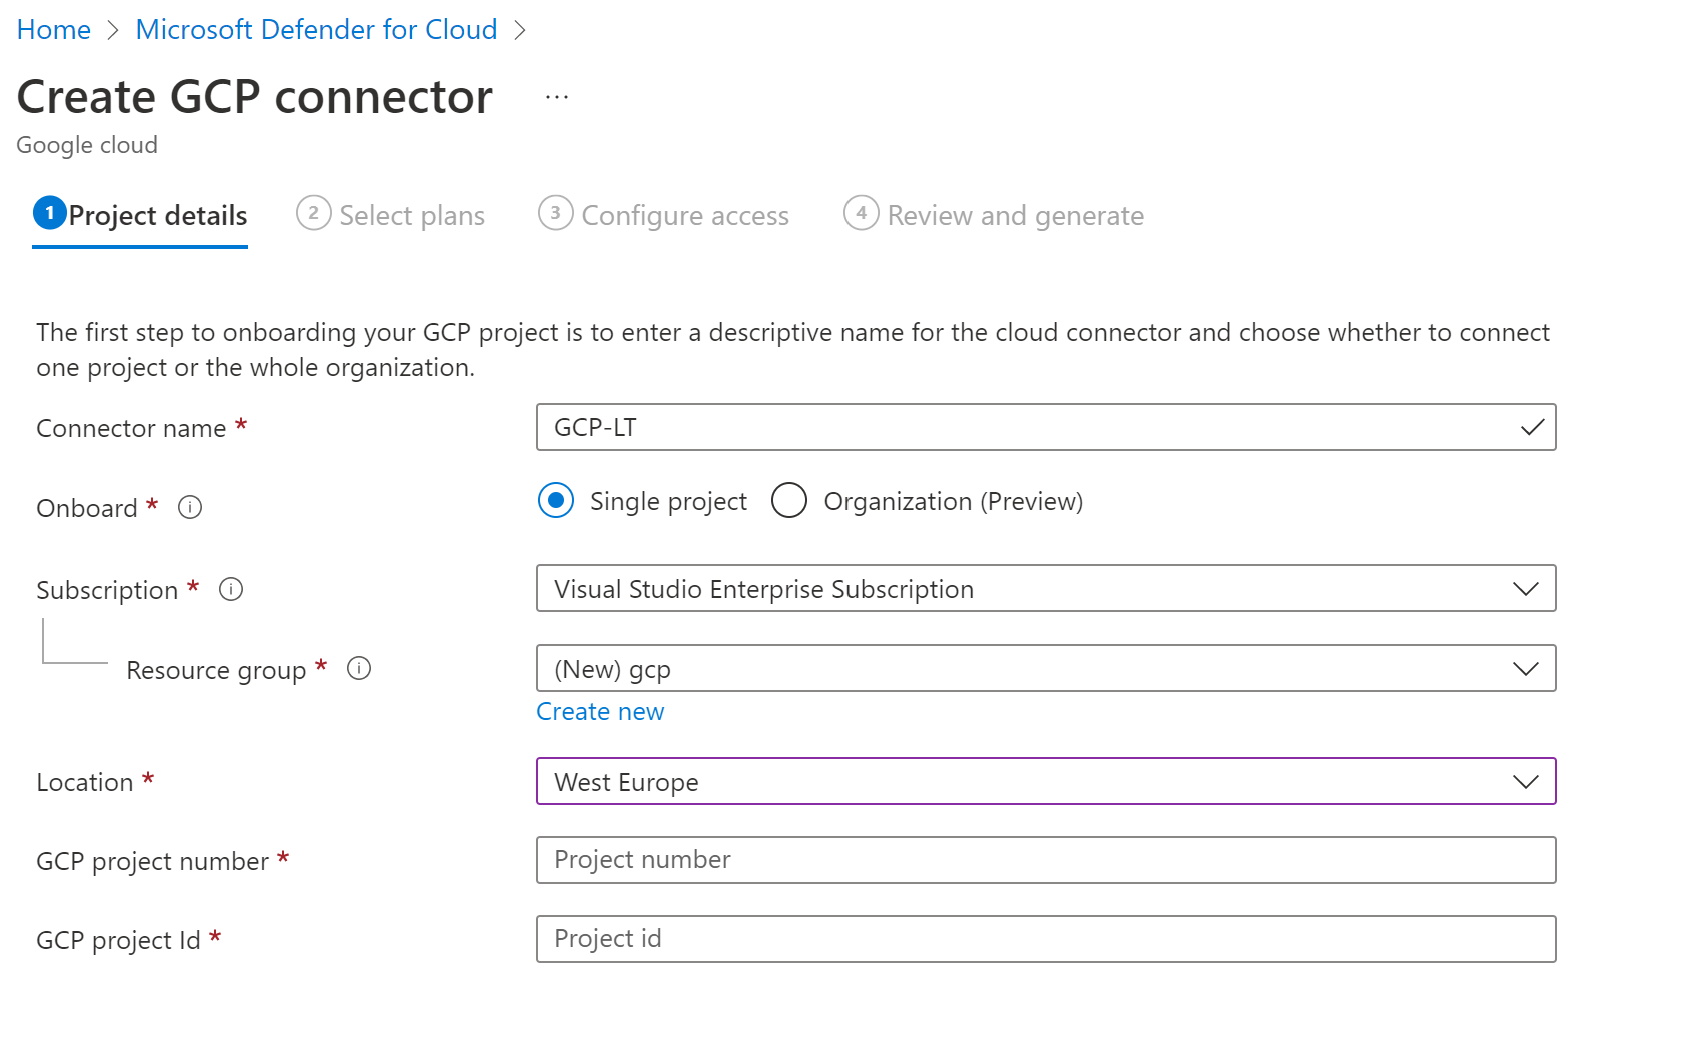 Home > Microsoft Defender for Cloud >
Create GCP connector ...
Google cloud
1 Project details 2 Select plans 3 Configure access 4 Review and generate
The first step to onboarding your GCP project is to enter a descriptive name for the cloud connector and choose whether to connect
one project or the whole organization.
Connector name * GCP-LT
Onboard * Single project Organization (Preview)
Subscription * Visual Studio Enterprise Subscription
Resource group * (New) gcp
Create new
Location * West Europe
GCP project number * Project number
GCP project Id * Project id